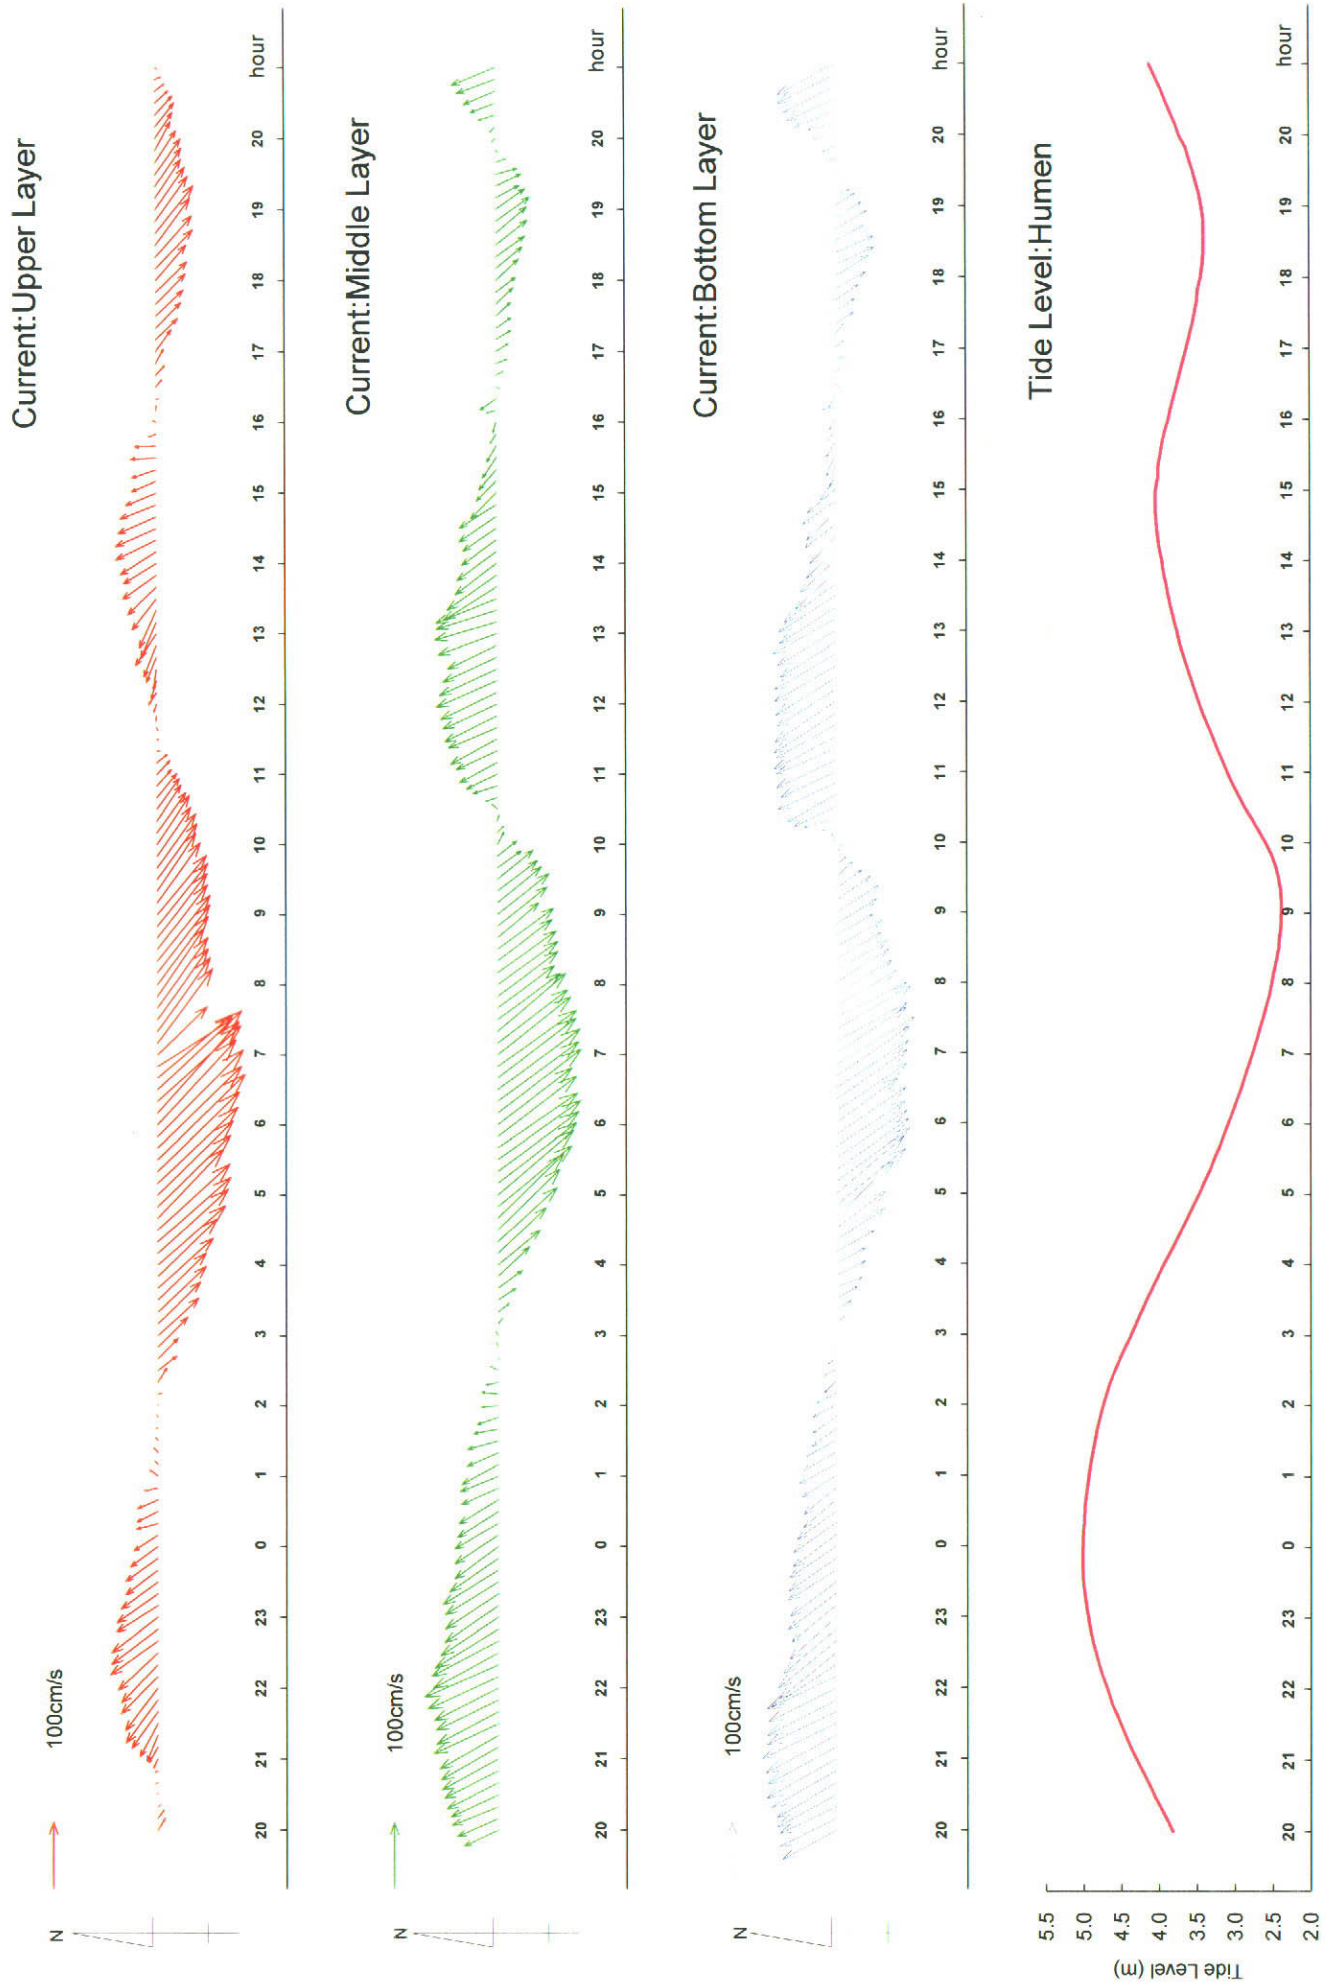 Current:Upper Layer
100cm/s
N
20 21 22 23 0 1 2 3 4 5 6 7 8 9 10 11 12 13 14 15 16 17 18 19 20 hour
Current:Middle Layer
100cm/s
N
20 21 22 23 0 1 2 3 4 5 6 7 8 9 10 11 12 13 14 15 16 17 18 19 20 hour
Current:Bottom Layer
100cm/s
N
20 21 22 23 0 1 2 3 4 5 6 7 8 9 10 11 12 13 14 15 16 17 18 19 20 hour
Tide Level:Humen
Tide Level (m)
5.5
5.0
4.5
4.0
3.5
3.0
2.5
2.0
20 21 22 23 0 1 2 3 4 5 6 7 8 9 10 11 12 13 14 15 16 17 18 19 20 hour